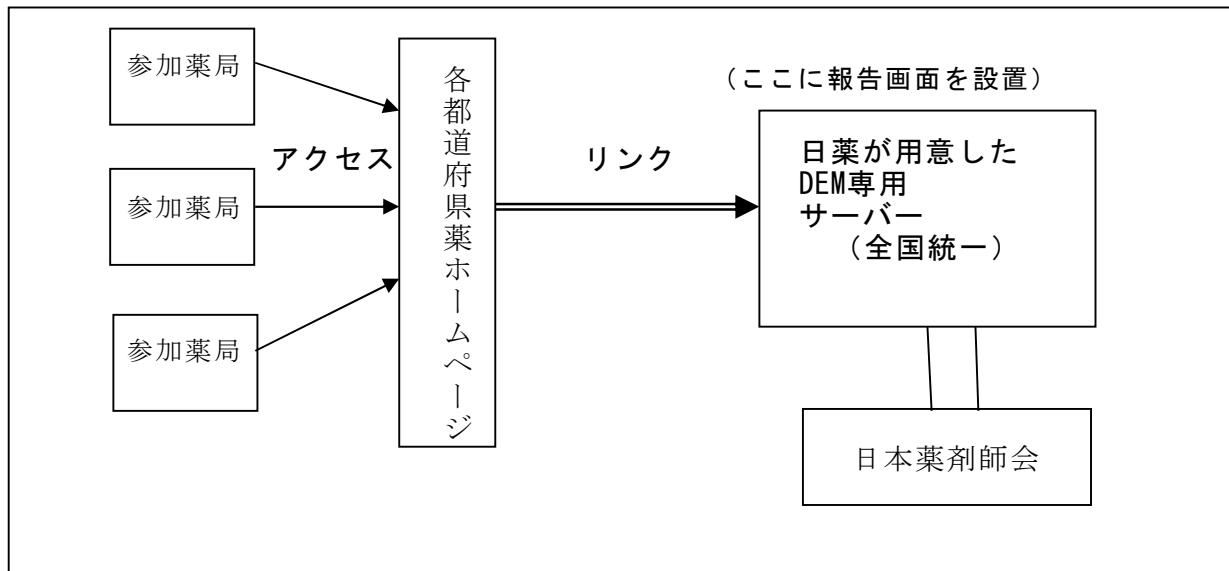 参加薬局
参加薬局
参加薬局
アクセス
各都道府県薬ホームページ
リンク
（ここに報告画面を設置）
日薬が用意した
DEM専用
サーバー
（全国統一）
日本薬剤師会